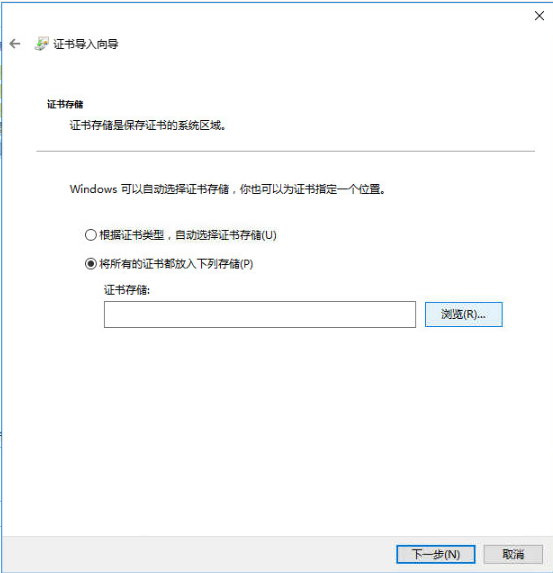 证书导入向导
证书存储
证书存储是保存证书的系统区域。
Windows 可以自动选择证书存储，你也可以为证书指定一个位置。
根据证书类型，自动选择证书存储(U)
将所有的证书都放入下列存储(P)
证书存储:
浏览(R)...
下一步(N)
取消